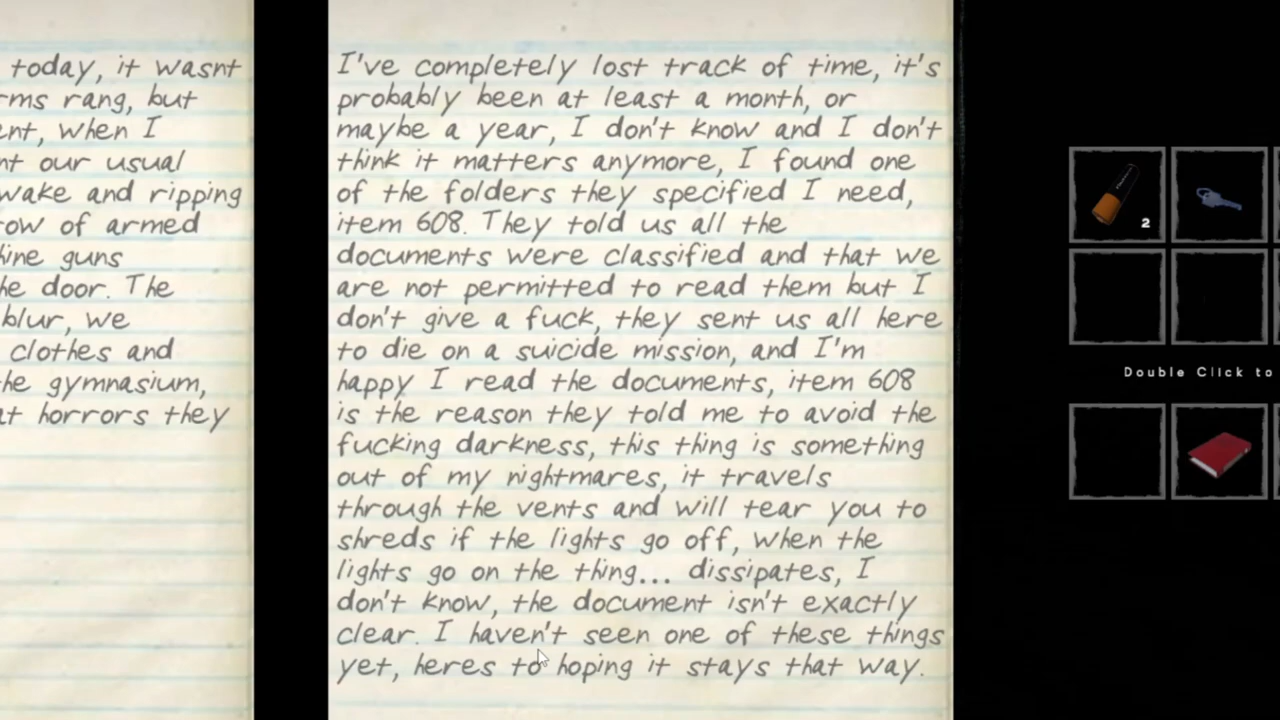 today, it wasnt
rms rang, but
ent, when I
nt our usual
wake and ripping
row of armed
hine guns
he door. The
blur, we
clothes and
he gymnasium,
at horrors they
I've completely lost track of time, it's
probably been at least a month, or
maybe a year, I don't know and I don't
think it matters anymore, I found one
of the folders they specified I need,
item 608. They told us all the
documents were classified and that we
are not permitted to read them but I
don't give a fuck, they sent us all here
to die on a suicide mission, and I'm
happy I read the documents, item 608
is the reason they told me to avoid the
fucking darkness, this thing is something
out of my nightmares, it travels
through the vents and will tear you to
shreds if the lights go off, when the
lights go on the thing... dissipates, I
don't know, the document isn't exactly
clear. I haven't seen one of these things
yet, heres to hoping it stays that way.
2
Double Click to